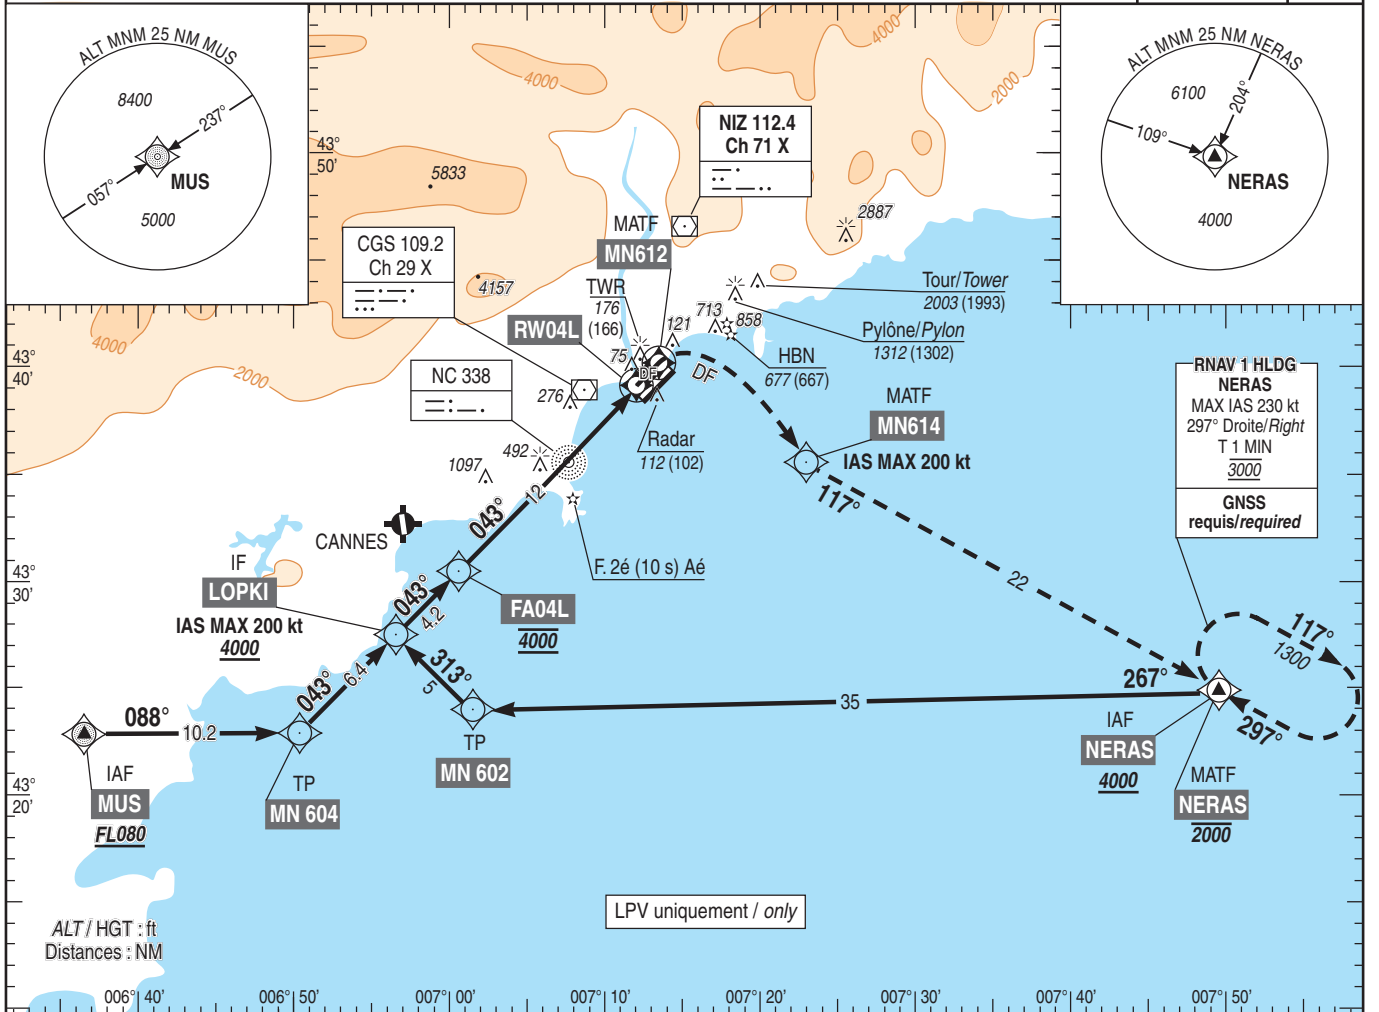 ALT MNM 25 NM MUS
8400
237°
057°
MUS
5000
ALT MNM 25 NM NERAS
6100
204°
109°
NERAS
4000
4000
4000
2000
43°
50'
5833
NIZ 112.4
Ch 71 X
2887
MATF
MN612
CGS 109.2
Ch 29 X
4157
TWR
176
(166)
RW04L
75
121
713
858
Tour/Tower
2003 (1993)
Pylône/Pylon
1312 (1302)
HBN
677 (667)
4000
2000
43°
40'
NC 338
276
DF
DF
MATF
MN614
IAS MAX 200 kt
RNAV 1 HLDG
NERAS
MAX IAS 230 kt
297° Droite/Right
T 1 MIN
3000
GNSS
requis/required
Radar
112 (102)
492
1097
12
043°
117°
CANNES
F. 2é (10 s) Aé
IF
LOPKI
IAS MAX 200 kt
4000
43°
30'
043°
4.2
FA04L
4000
22
117°
1300
313°
5
043°
6.4
267°
35
297°
088°
10.2
IAF
MUS
FL080
TP
MN 604
TP
MN 602
IAF
NERAS
4000
MATF
NERAS
2000
43°
20'
LPV uniquement / only
ALT / HGT : ft
Distances : NM
006° 40'
006° 50'
007° 00'
007° 10'
007° 20'
007° 30'
007° 40'
007° 50'